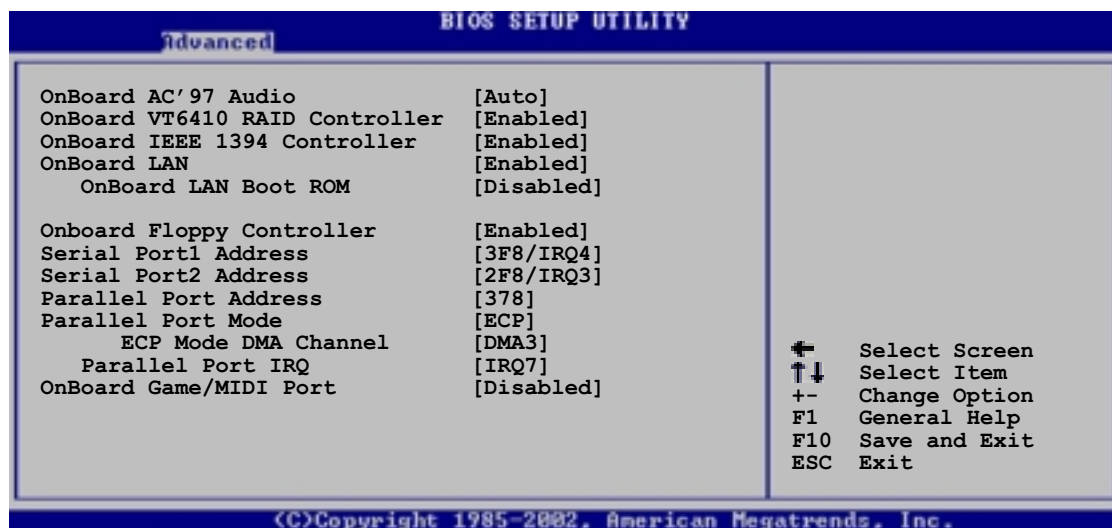 BIOS SETUP UTILITY
Advanced
OnBoard AC'97 Audio [Auto]
OnBoard VT6410 RAID Controller [Enabled]
OnBoard IEEE 1394 Controller [Enabled]
OnBoard LAN [Enabled]
OnBoard LAN Boot ROM [Disabled]
Onboard Floppy Controller [Enabled]
Serial Port1 Address [3F8/IRQ4]
Serial Port2 Address [2F8/IRQ3]
Parallel Port Address [378]
Parallel Port Mode [ECP]
ECP Mode DMA Channel [DMA3]
Parallel Port IRQ [IRQ7]
OnBoard Game/MIDI Port [Disabled]
← Select Screen
↑↓ Select Item
+- Change Option
F1 General Help
F10 Save and Exit
ESC Exit
(C)Copyright 1985-2002, American Megatrends, Inc.